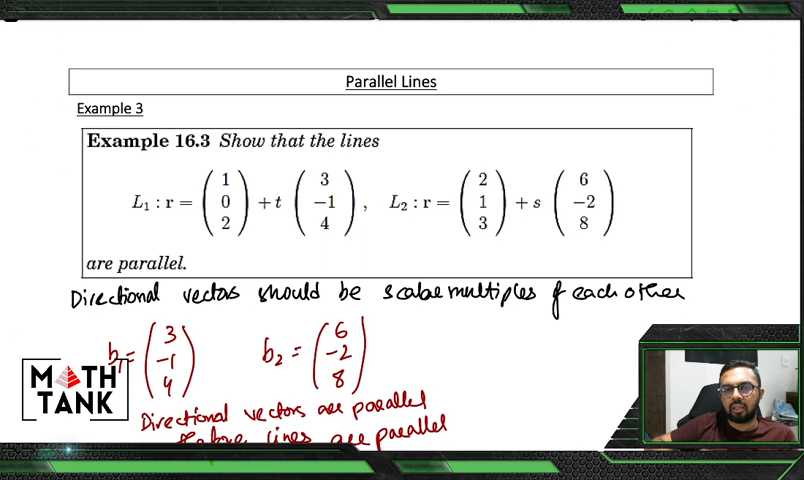 Parallel Lines
Example 3
Example 16.3 Show that the lines
L₁ : r = (1 0 2) + t (3 −1 4), L₂ : r = (2 1 3) + s (6 −2 8)
are parallel.
Directional vectors should be scalar multiples of each other
b₁ = (3 −1 4) b₂ = (6 −2 8)
MATH
TANK
Directional vectors are parallel
lines are parallel